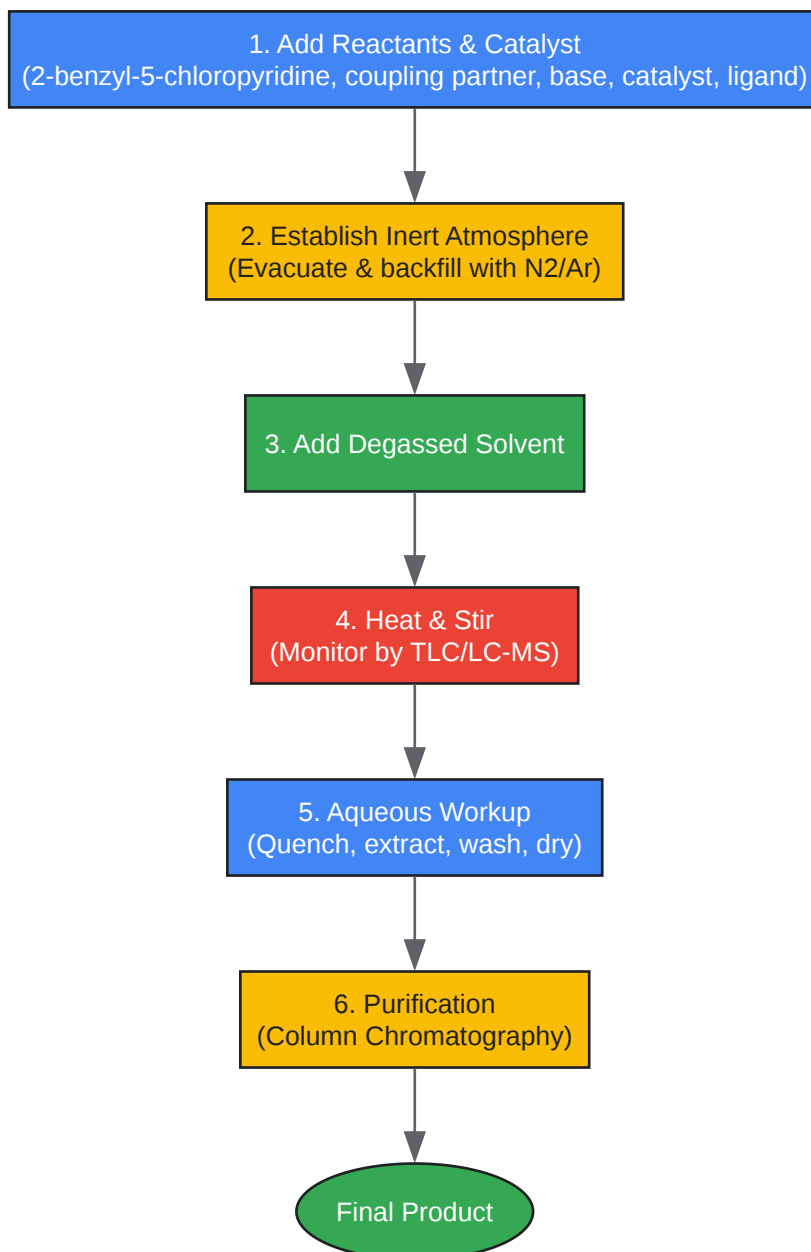 1. Add Reactants & Catalyst
(2-benzyl-5-chloropyridine, coupling partner, base, catalyst, ligand)
2. Establish Inert Atmosphere
(Evacuate & backfill with N2/Ar)
3. Add Degassed Solvent
4. Heat & Stir
(Monitor by TLC/LC-MS)
5. Aqueous Workup
(Quench, extract, wash, dry)
6. Purification
(Column Chromatography)
Final Product